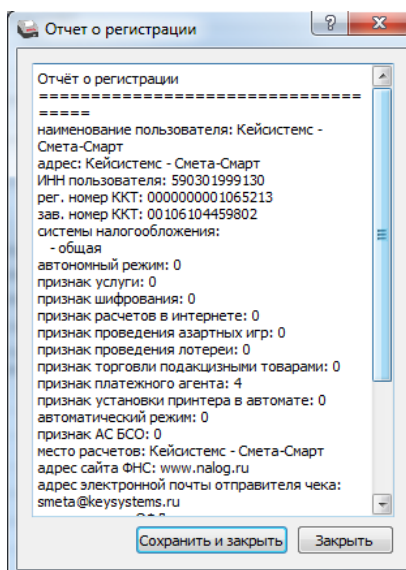 Отчет о регистрации
Отчёт о регистрации
===============================
=====
наименование пользователя: Кейсистемс -
Смета-Смарт
адрес: Кейсистемс - Смета-Смарт
ИНН пользователя: 590301999130
рег. номер ККТ: 0000000001065213
зав. номер ККТ: 00106104459802
системы налогообложения:
- общая
автономный режим: 0
признак услуги: 0
признак шифрования: 0
признак расчетов в интернете: 0
признак проведения азартных игр: 0
признак проведения лотереи: 0
признак торговли подакцизными товарами: 0
признак платежного агента: 4
признак установки принтера в автомате: 0
автоматический режим: 0
признак АС БСО: 0
место расчетов: Кейсистемс - Смета-Смарт
адрес сайта ФНС: www.nalog.ru
адрес электронной почты отправителя чека:
smeta@keysystems.ru
Сохранить и закрыть
Закрыть